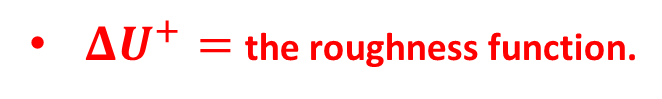 • ΔU⁺ = the roughness function.